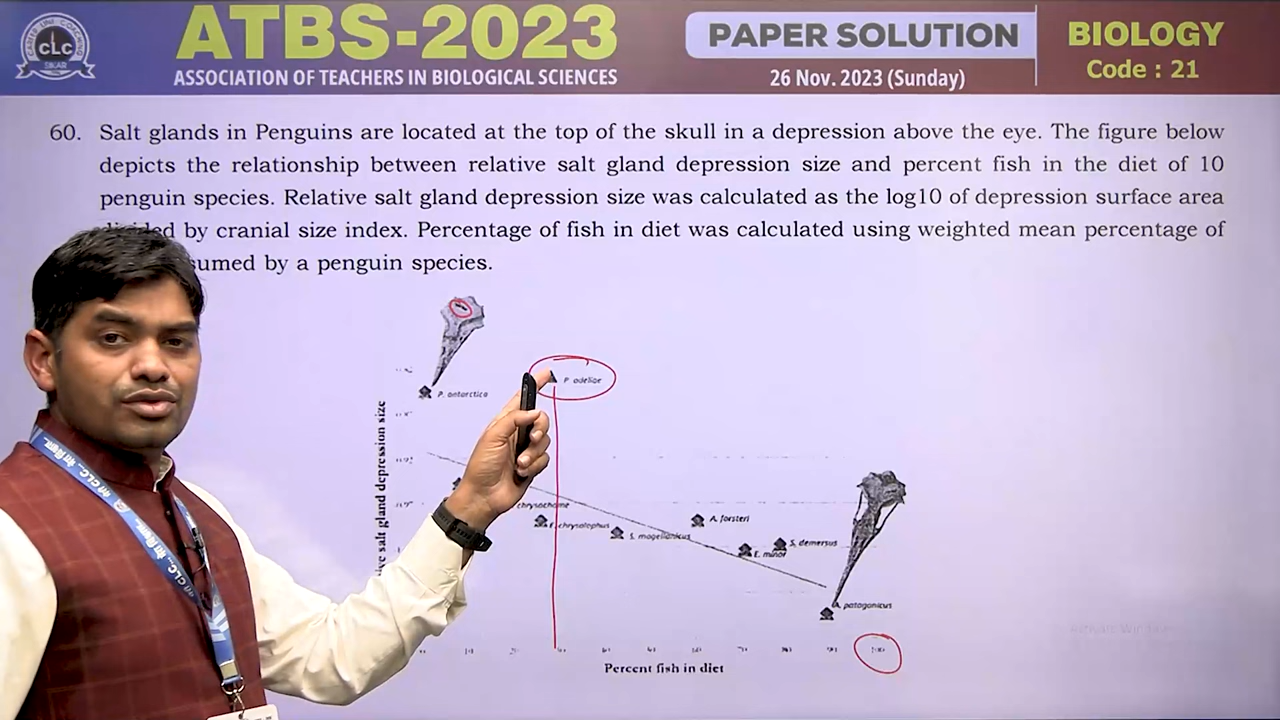 CLC
SIKAR
ATBS-2023
ASSOCIATION OF TEACHERS IN BIOLOGICAL SCIENCES
PAPER SOLUTION
26 Nov. 2023 (Sunday)
BIOLOGY
Code : 21
60. Salt glands in Penguins are located at the top of the skull in a depression above the eye. The figure below
depicts the relationship between relative salt gland depression size and percent fish in the diet of 10
penguin species. Relative salt gland depression size was calculated as the log10 of depression surface area
by cranial size index. Percentage of fish in diet was calculated using weighted mean percentage of
by a penguin species.
P. antarctica
P. adeliae
salt gland depression size
chrysocome
E. chrysolophus
S. magellanicus
A. forsteri
E. minor
S. demersus
A. patagonicus
100
Percent fish in diet
CLC